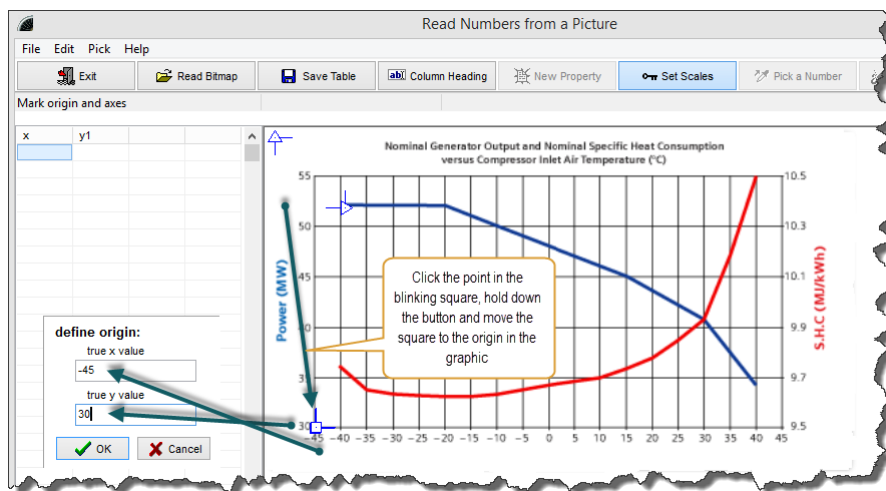 Read Numbers from a Picture
File Edit Pick Help
Exit Read Bitmap Save Table Column Heading New Property Set Scales Pick a Number
Mark origin and axes
x y1
Nominal Generator Output and Nominal Specific Heat Consumption
versus Compressor Inlet Air Temperature (°C)
55 10.5
50 10.3
45 10.1
40 9.9
35 9.7
30 9.5
Power (MW)
S.H.C (MJ/kWh)
-45 -40 -35 -30 -25 -20 -15 -10 -5 0 5 10 15 20 25 30 35 40 45
Click the point in the
blinking square, hold down
the button and move the
square to the origin in the
graphic
define origin:
true x value
-45
true y value
30
OK Cancel